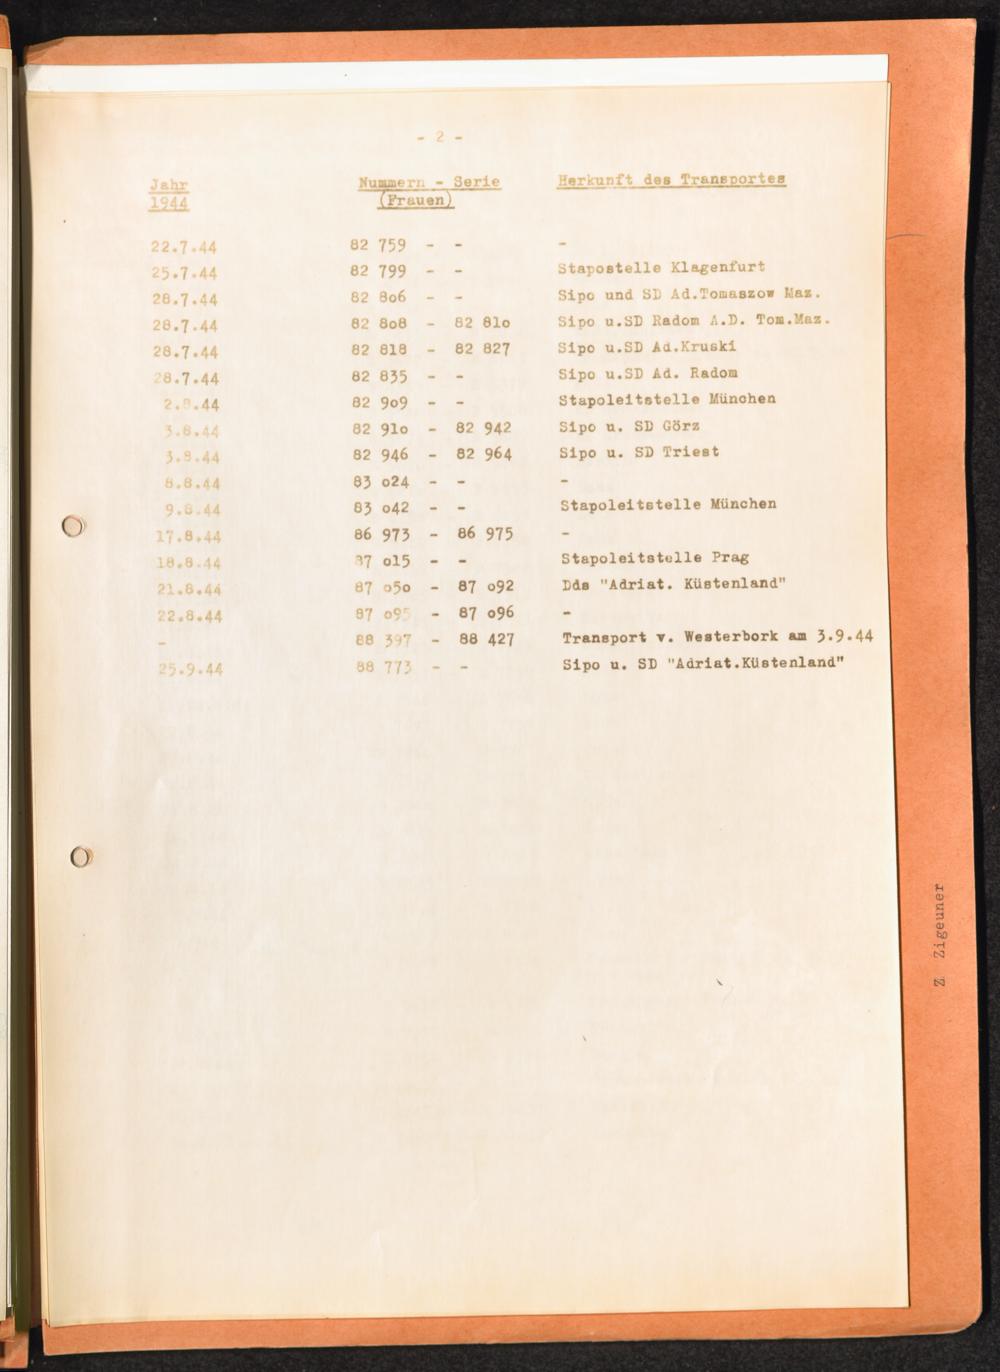 - 2 -
Jahr Nummern - Serie Herkunft des Transportes
1944 (Frauen)
22.7.44 82 759 - - -
25.7.44 82 799 - - Stapostelle Klagenfurt
28.7.44 82 8o6 - - Sipo und SD Ad.Tomaszow Maz.
28.7.44 82 8o8 - 82 81o Sipo u.SD Radom A.D. Tom.Maz.
28.7.44 82 818 - 82 827 Sipo u.SD Ad.Kruski
28.7.44 82 835 - - Sipo u.SD Ad. Radom
2.8.44 82 9o9 - - Stapoleitstelle München
3.8.44 82 91o - 82 942 Sipo u. SD Görz
3.8.44 82 946 - 82 964 Sipo u. SD Triest
8.8.44 83 o24 - - -
9.8.44 83 o42 - - Stapoleitstelle München
17.8.44 86 973 - 86 975 -
18.8.44 87 o15 - - Stapoleitstelle Prag
21.8.44 87 o5o - 87 o92 Dds "Adriat. Küstenland"
22.8.44 87 o95 - 87 o96 -
- 88 397 - 88 427 Transport v. Westerbork am 3.9.44
25.9.44 88 773 - - Sipo u. SD "Adriat.Küstenland"
Z Zigeuner